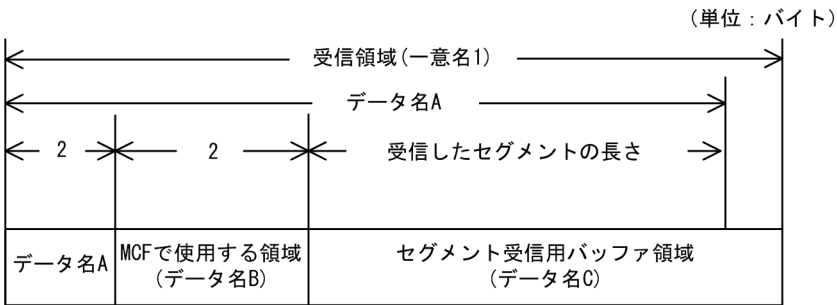 (単位：バイト)
受信領域(一意名1)
データ名A
2
2
受信したセグメントの長さ
データ名A
MCFで使用する領域
(データ名B)
セグメント受信用バッファ領域
(データ名C)